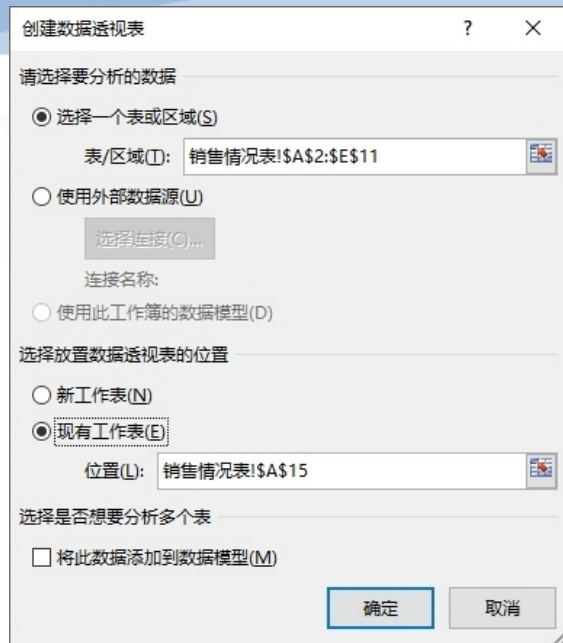 创建数据透视表 ?
请选择要分析的数据
选择一个表或区域(S)
表/区域(T): 销售情况表!$A$2:$E$11
使用外部数据源(U)
选择连接(C)...
连接名称:
使用此工作簿的数据模型(D)
选择放置数据透视表的位置
新工作表(N)
现有工作表(E)
位置(L): 销售情况表!$A$15
选择是否想要分析多个表
将此数据添加到数据模型(M)
确定 取消